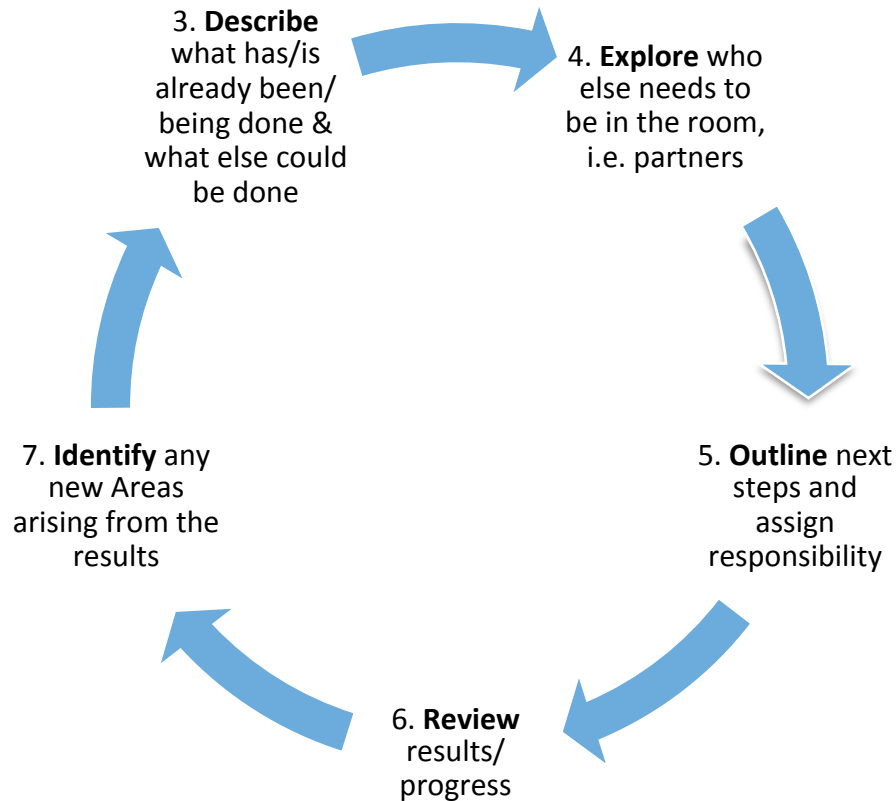 3. Describe
what has/is
already been/
being done &
what else could
be done
4. Explore who
else needs to
be in the room,
i.e. partners
5. Outline next
steps and
assign
responsibility
6. Review
results/
progress
7. Identify any
new Areas
arising from the
results